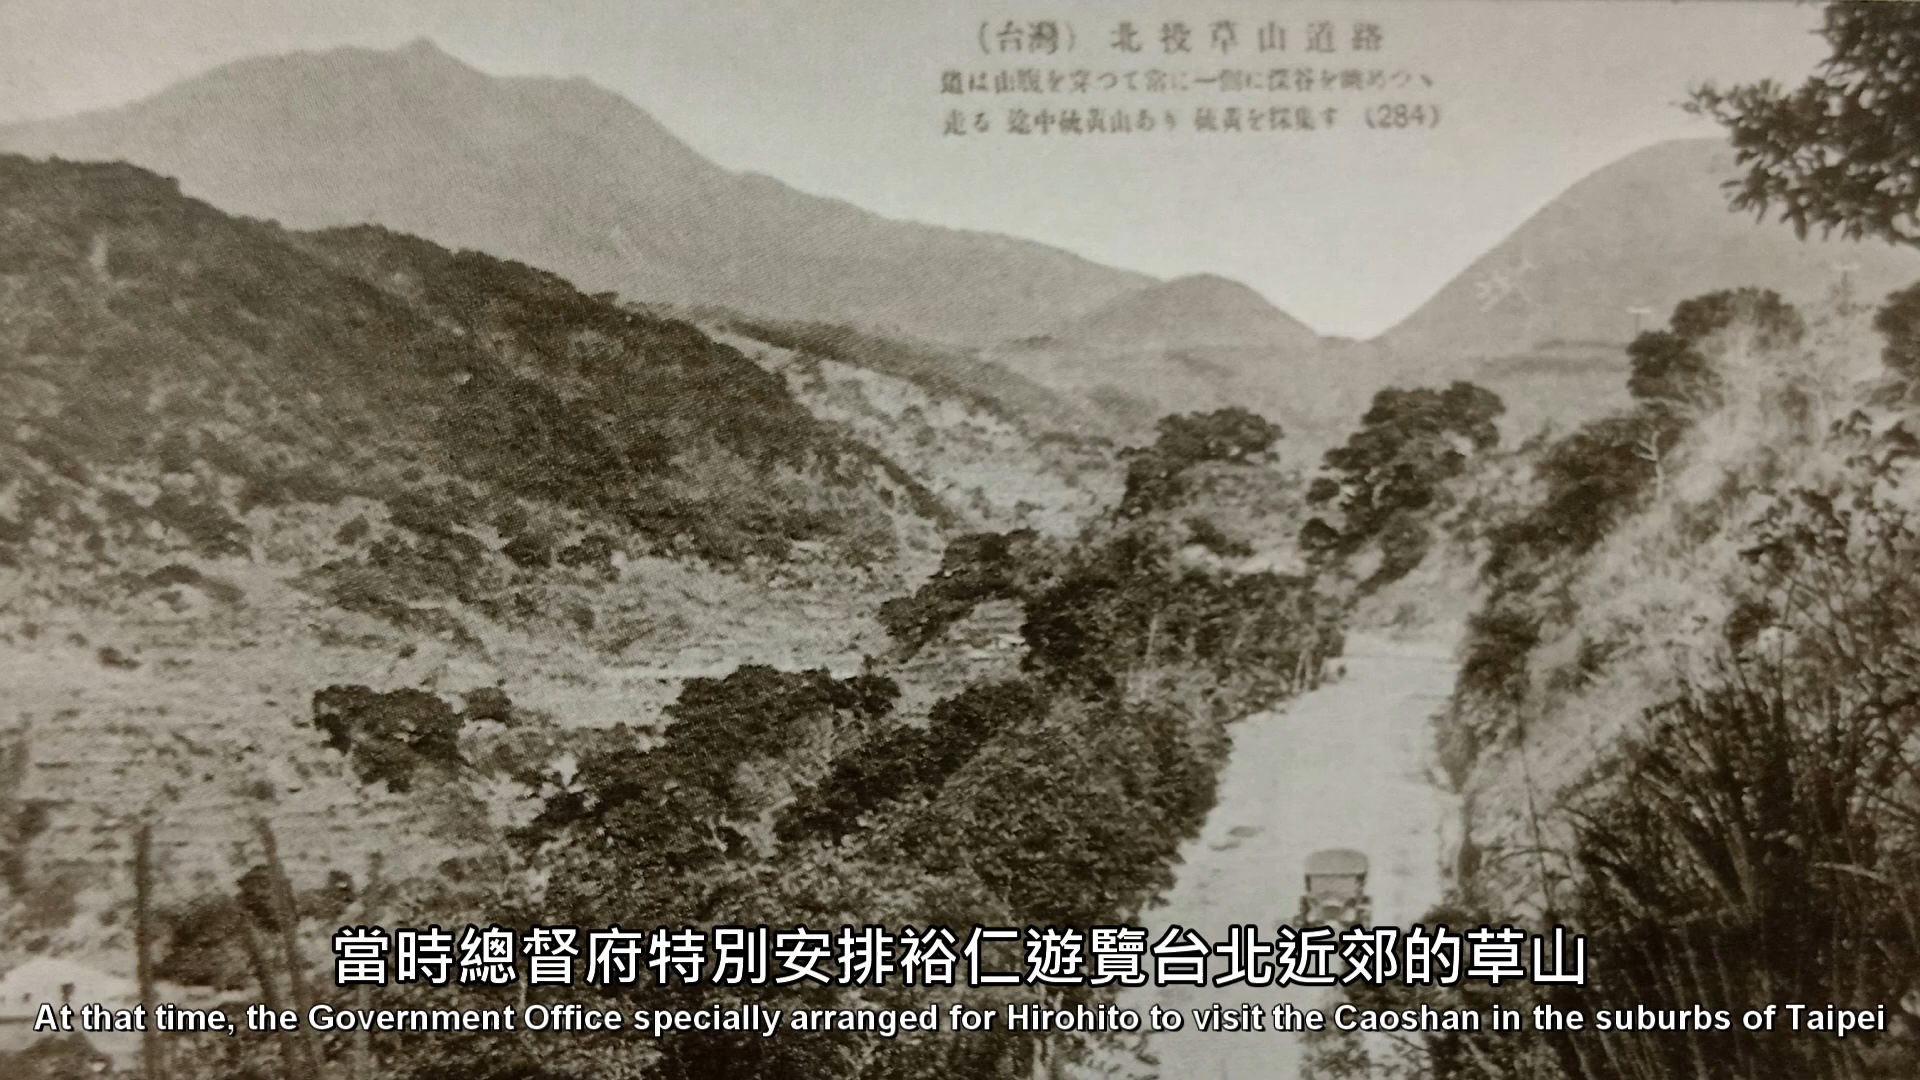 (台灣) 北投草山道路
道は山腹を穿つて常に一側に深谷を眺めつヽ
走る 途中硫黃山あり 硫黃を採集す (284)
當時總督府特別安排裕仁遊覽台北近郊的草山
At that time, the Government Office specially arranged for Hirohito to visit the Caoshan in the suburbs of Taipei